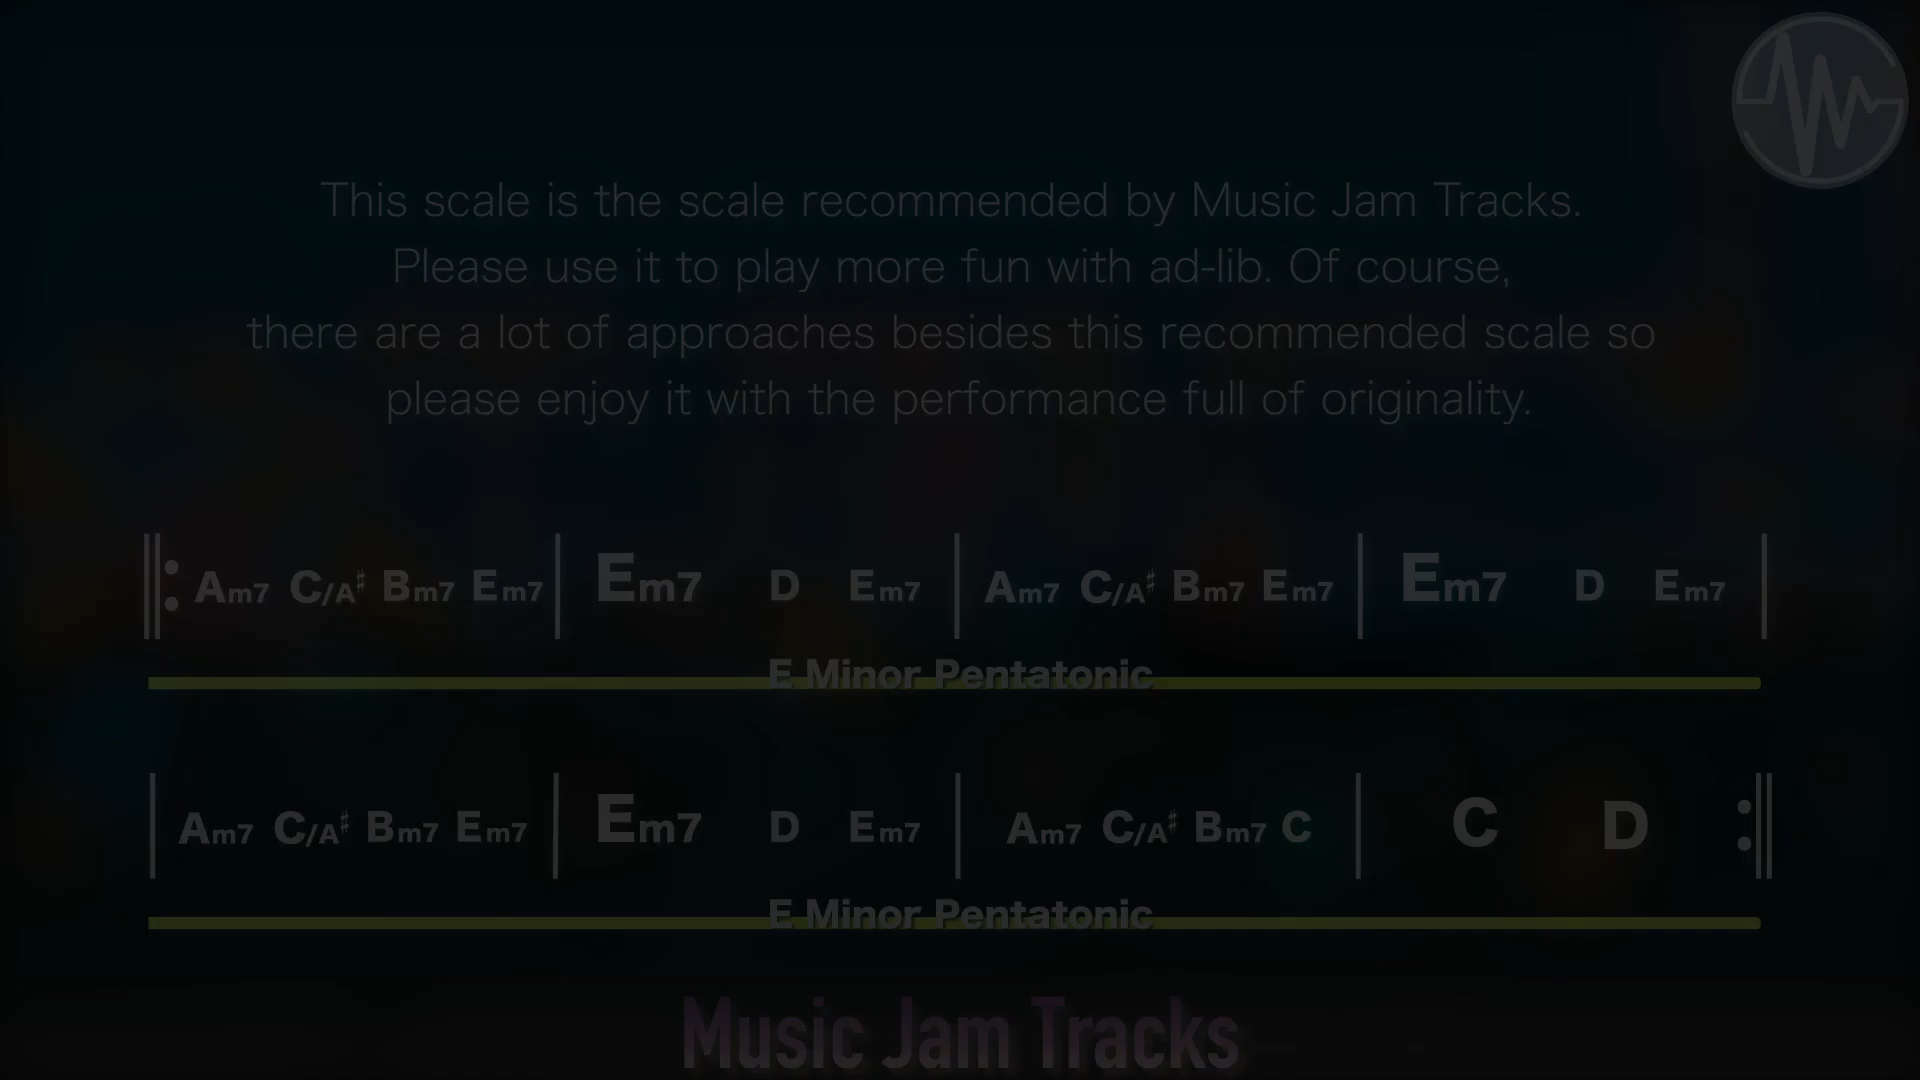 This scale is the scale recommended by Music Jam Tracks.
Please use it to play more fun with ad-lib. Of course,
there are a lot of approaches besides this recommended scale so
please enjoy it with the performance full of originality.
Am7 C/A♯ Bm7 Em7 Em7 D Em7 Am7 C/A♯ Bm7 Em7 Em7 D Em7
E Minor Pentatonic
Am7 C/A♯ Bm7 Em7 Em7 D Em7 Am7 C/A♯ Bm7 C C D
E Minor Pentatonic
Music Jam Tracks